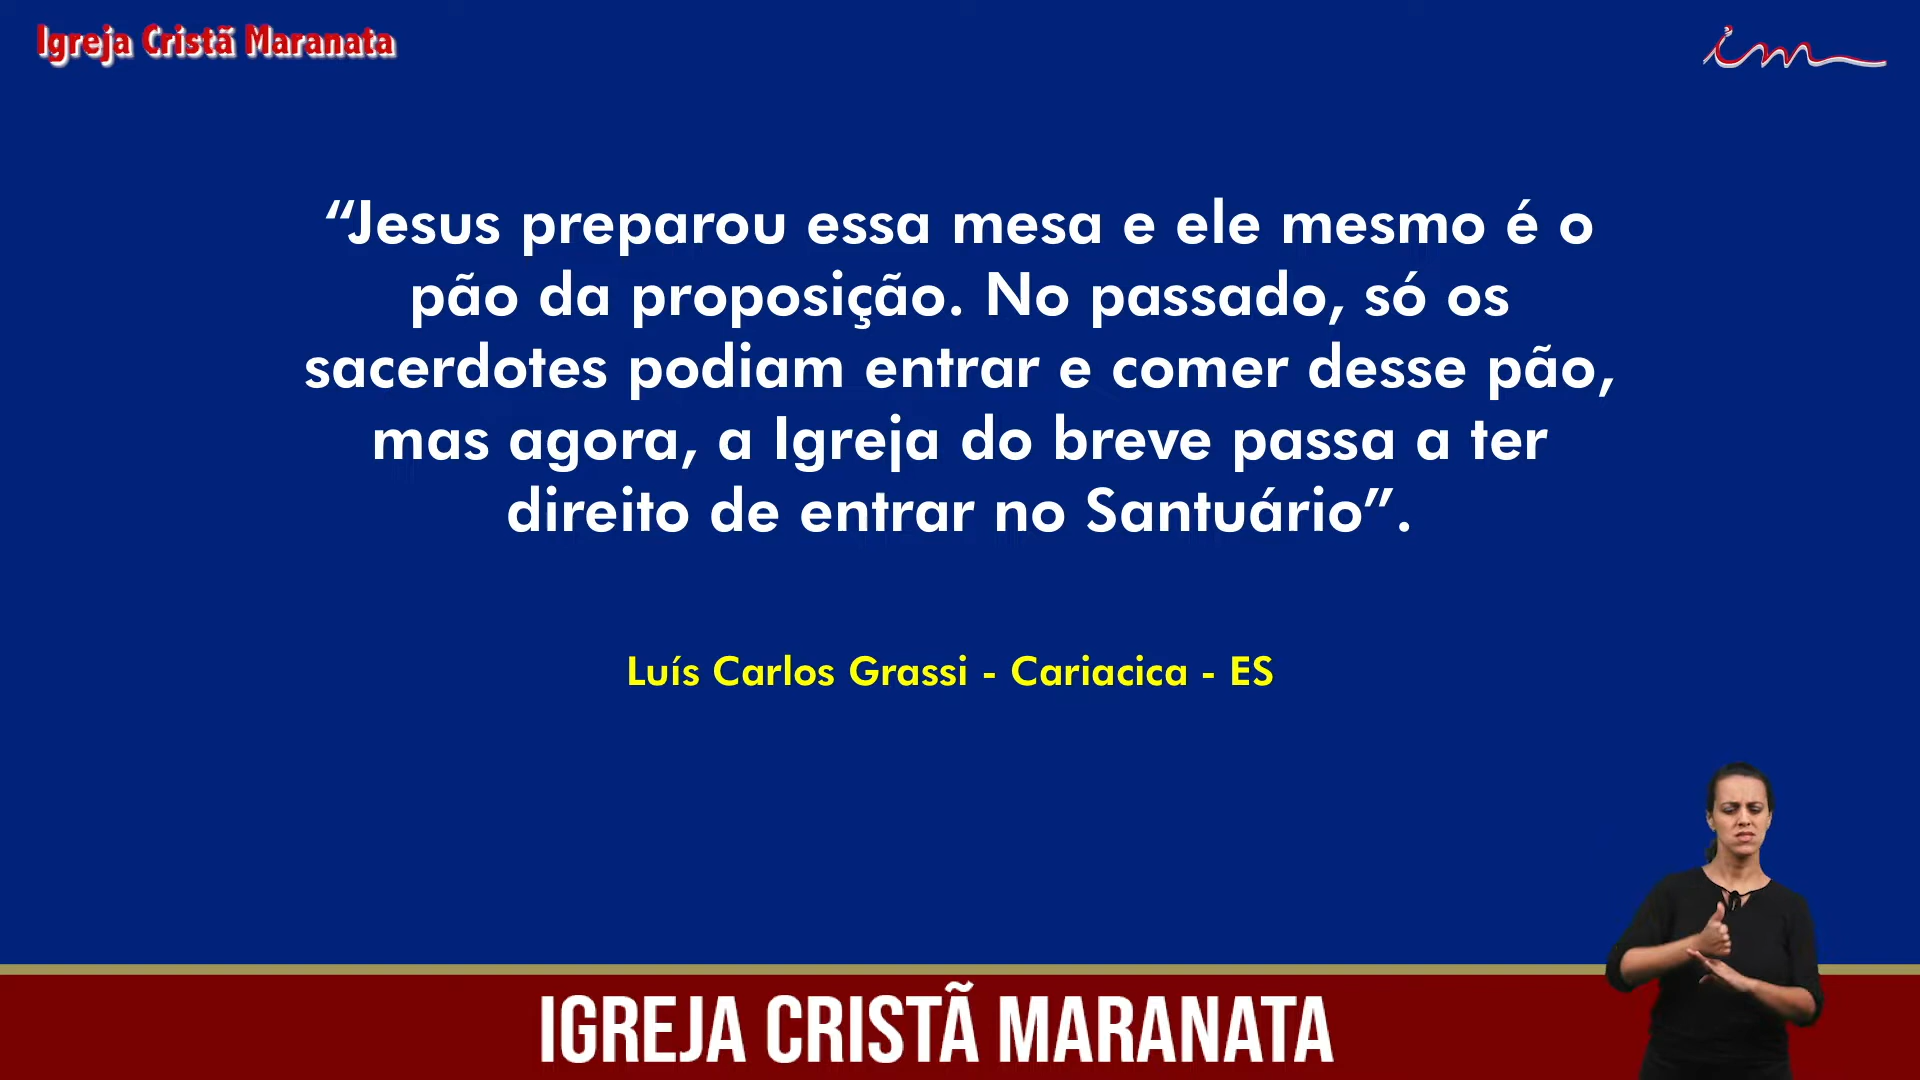 Igreja Cristã Maranata
im
“Jesus preparou essa mesa e ele mesmo é o
pão da proposição. No passado, só os
sacerdotes podiam entrar e comer desse pão,
mas agora, a Igreja do breve passa a ter
direito de entrar no Santuário”.
Luís Carlos Grassi - Cariacica - ES
IGREJA CRISTÃ MARANATA